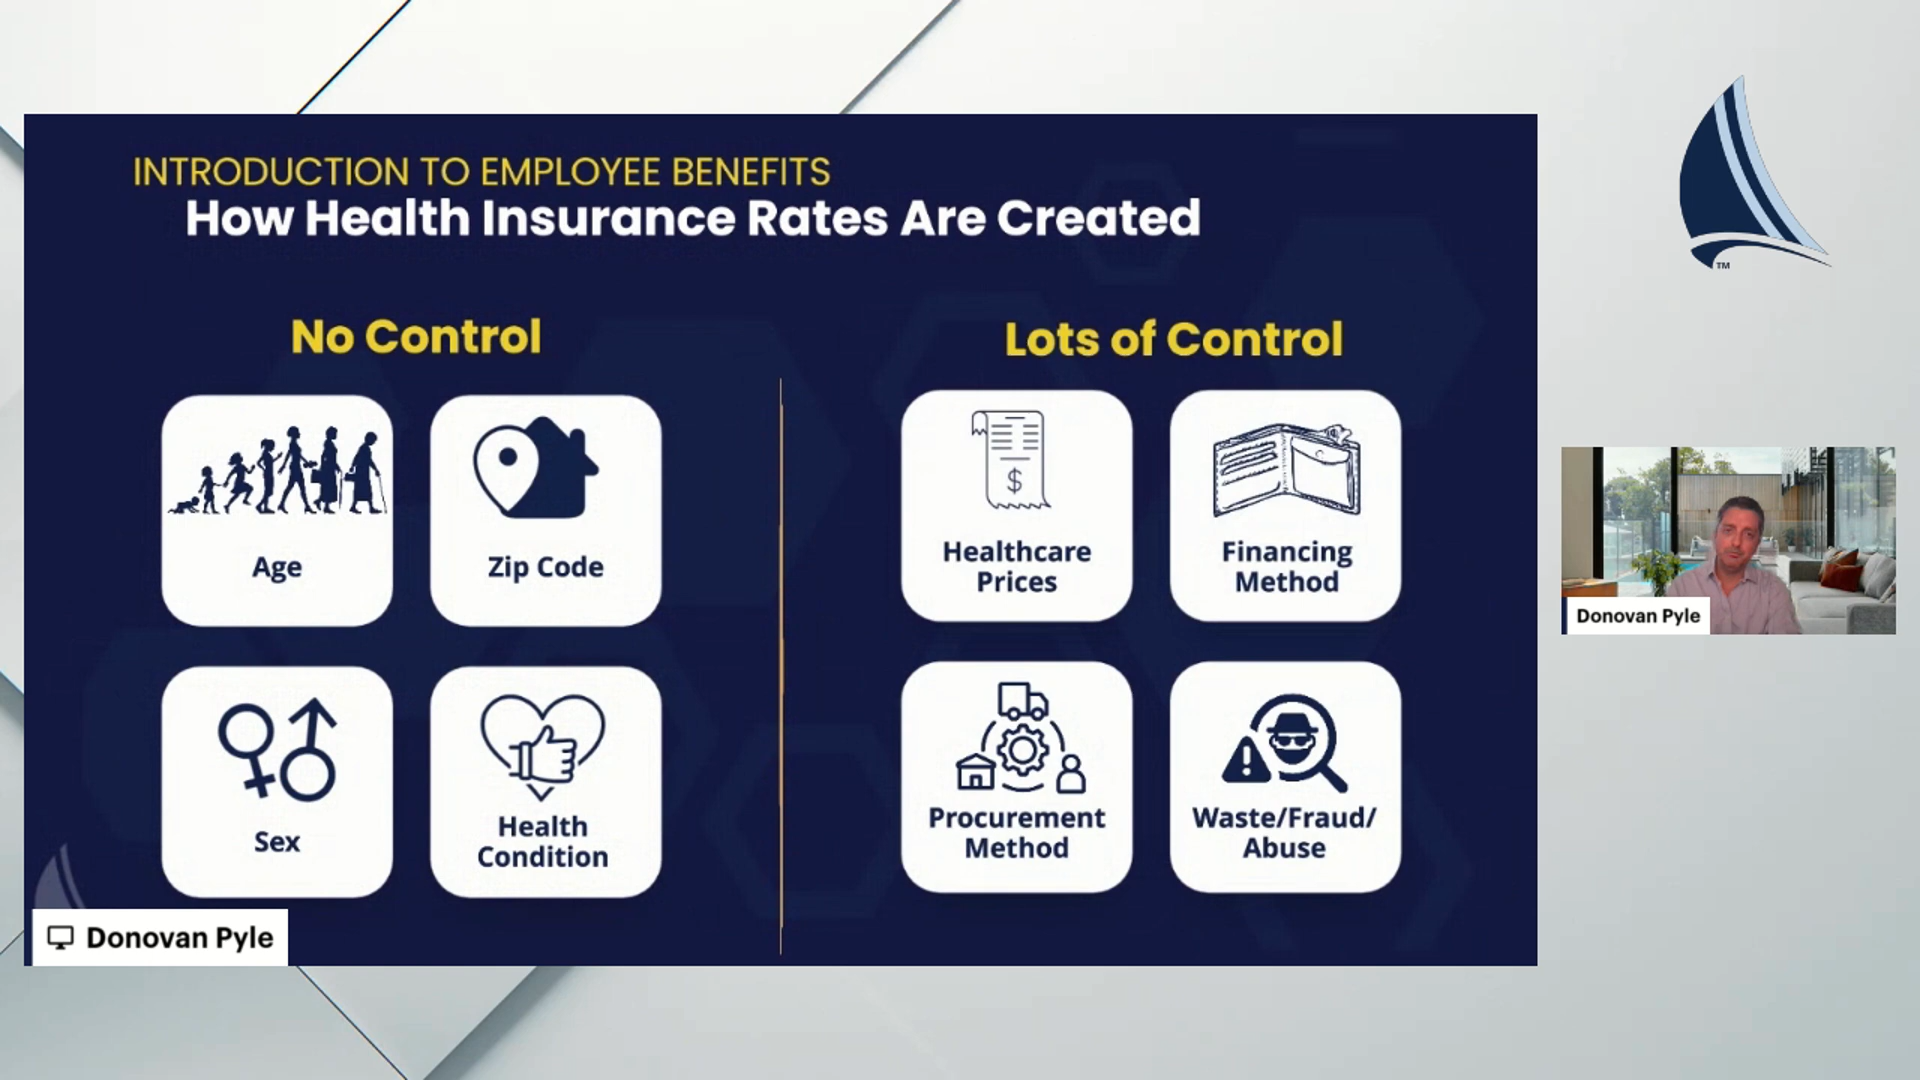 INTRODUCTION TO EMPLOYEE BENEFITS
How Health Insurance Rates Are Created
No Control
Age
Zip Code
Sex
Health
Condition
Lots of Control
$
Healthcare
Prices
Financing
Method
Procurement
Method
Waste/Fraud/
Abuse
Donovan Pyle
TM
Donovan Pyle